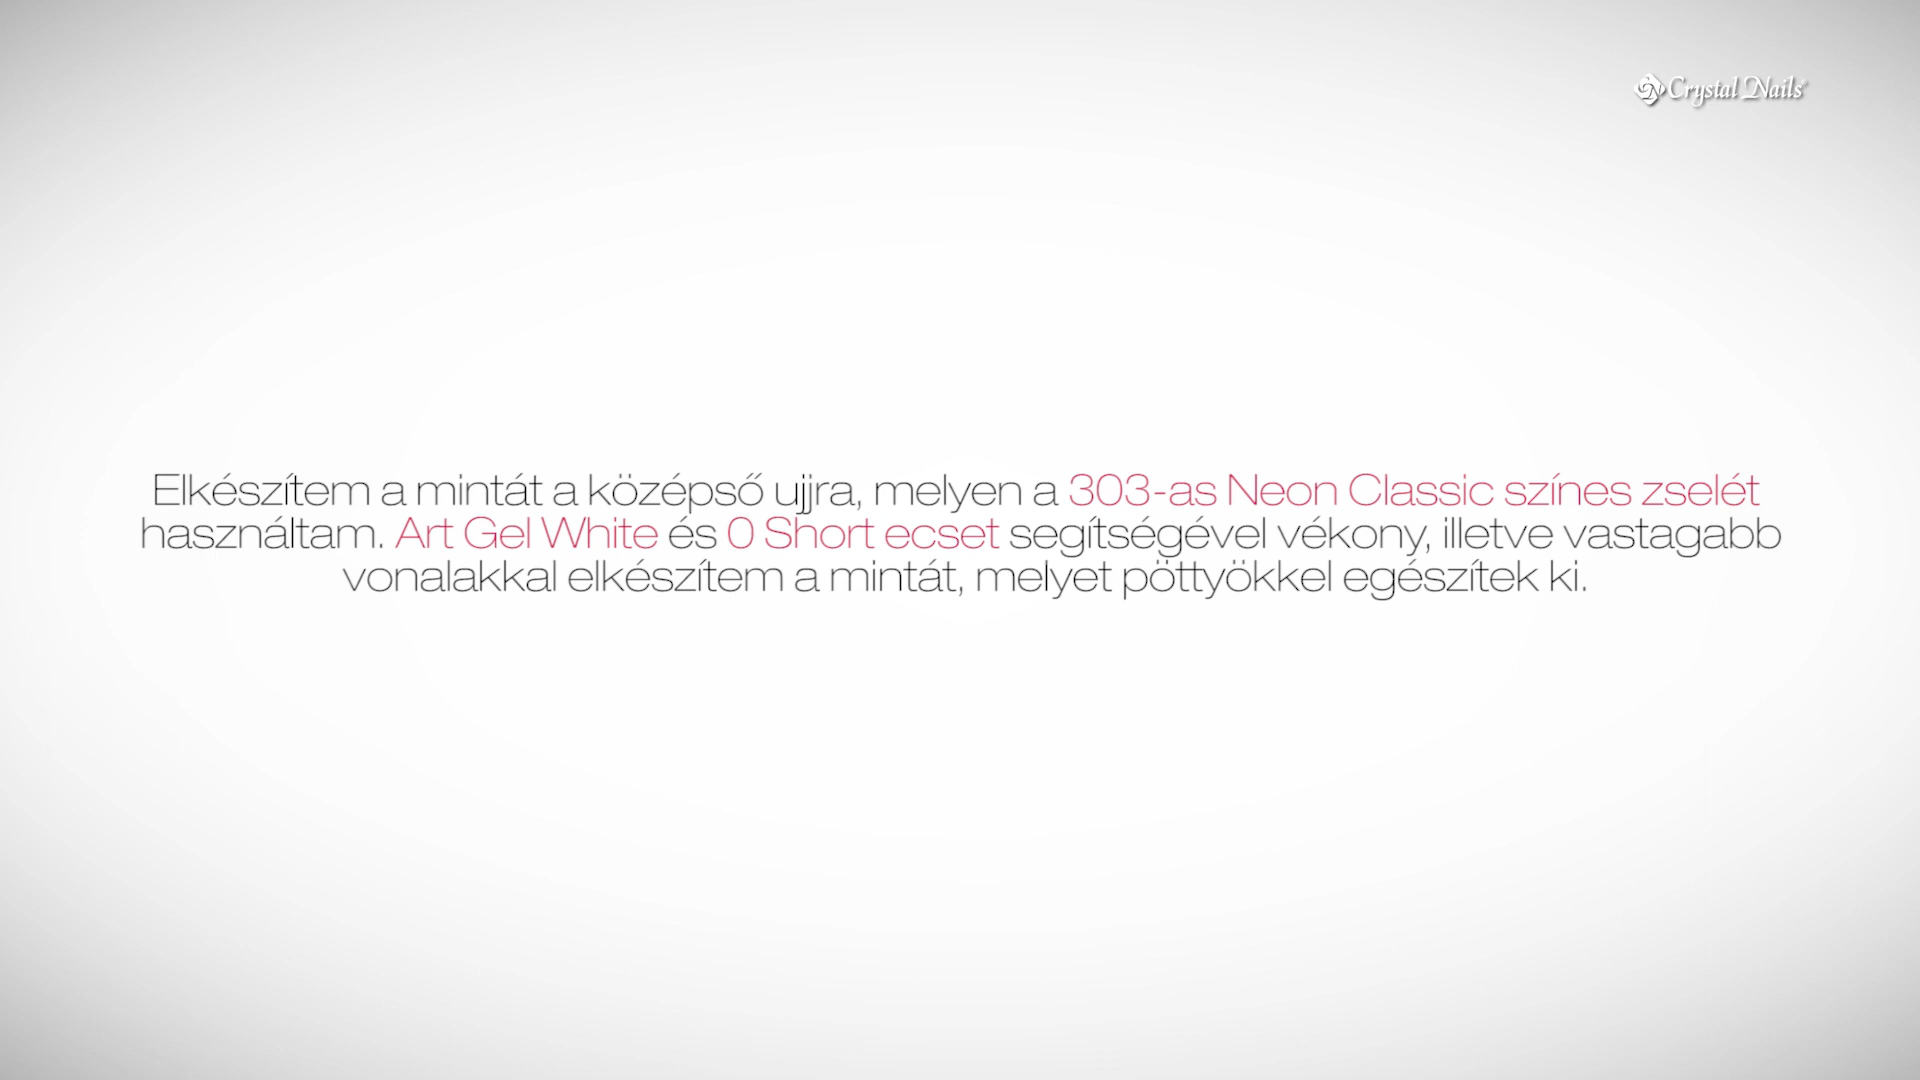 Crystal Nails
Elkészítem a mintát a középső ujjra, melyen a 303-as Neon Classic színes zselét
használtam. Art Gel White és 0 Short ecset segítségével vékony, illetve vastagabb
vonalakkal elkészítem a mintát, melyet pöttyökkel egészítek ki.